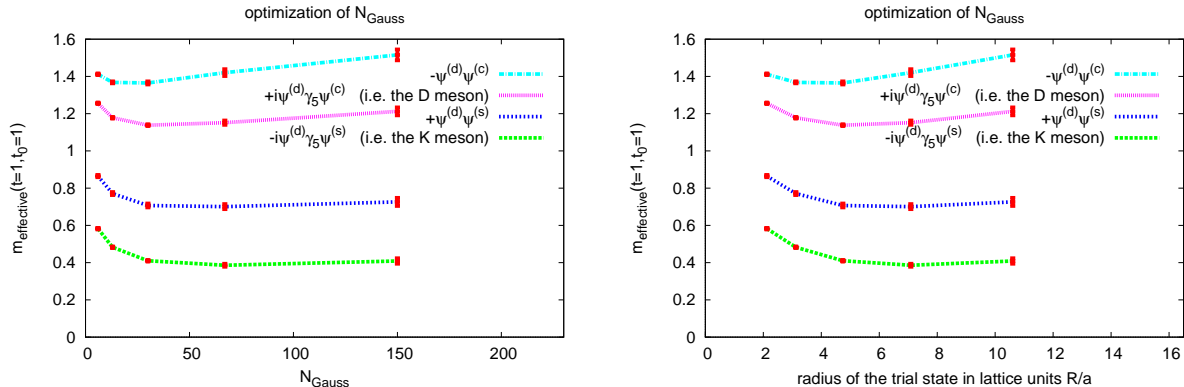 optimization of N_Gauss
m_effective(t=1,t_0=1)
1.6
1.4
1.2
1
0.8
0.6
0.4
0.2
0
-ψ^(d)ψ^(c)
+iψ^(d)γ_5ψ^(c) (i.e. the D meson)
+ψ^(d)ψ^(s)
-iψ^(d)γ_5ψ^(s) (i.e. the K meson)
0 50 100 150 200
N_Gauss
optimization of N_Gauss
m_effective(t=1,t_0=1)
1.6
1.4
1.2
1
0.8
0.6
0.4
0.2
0
-ψ^(d)ψ^(c)
+iψ^(d)γ_5ψ^(c) (i.e. the D meson)
+ψ^(d)ψ^(s)
-iψ^(d)γ_5ψ^(s) (i.e. the K meson)
0 2 4 6 8 10 12 14 16
radius of the trial state in lattice units R/a